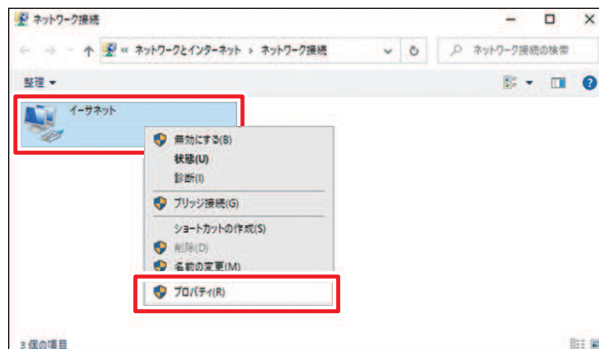 ネットワーク接続
« ネットワークとインターネット › ネットワーク接続
ネットワーク接続の検索
整理
イーサネット
無効にする(B)
状態(U)
診断(I)
ブリッジ接続(G)
ショートカットの作成(S)
削除(D)
名前の変更(M)
プロパティ(R)
3 個の項目